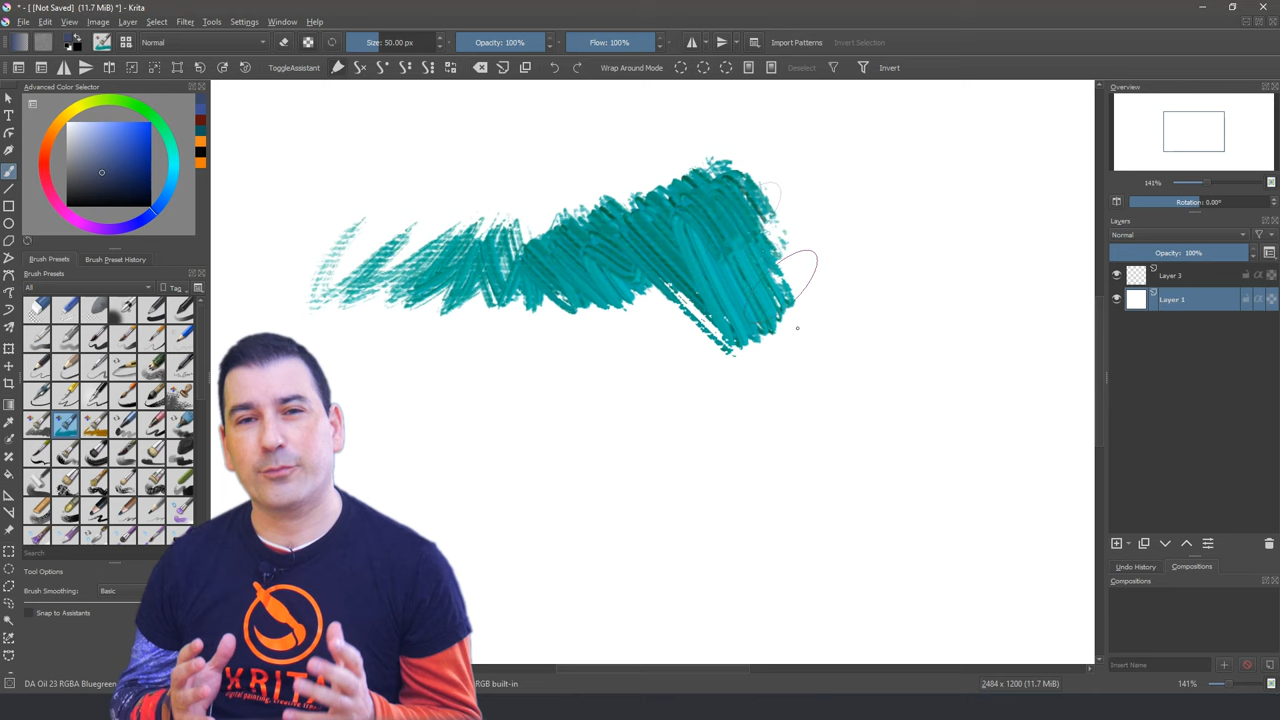 * - [ [Not Saved] (11.7 MiB) *] - Krita
File Edit View Image Layer Select Filter Tools Settings Window Help
Normal Size: 50.00 px Opacity: 100% Flow: 100% Import Patterns Invert Selection
ToggleAssistant Wrap Around Mode Deselect Invert
Advanced Color Selector
Overview
141%
Rotation: 0.00°
Layers
Normal
Opacity: 100%
Layer 3
Layer 1
Brush Presets Brush Preset History
Brush Presets
All Tag
Search
Tool Options
Brush Smoothing: Basic
Snap to Assistants
Undo History Compositions
Compositions
Insert Name
KRITA
digital painting, creative free
DA Oil 23 RGBA Bluegreen
RGB built-in
2484 x 1200 (11.7 MiB)
141%